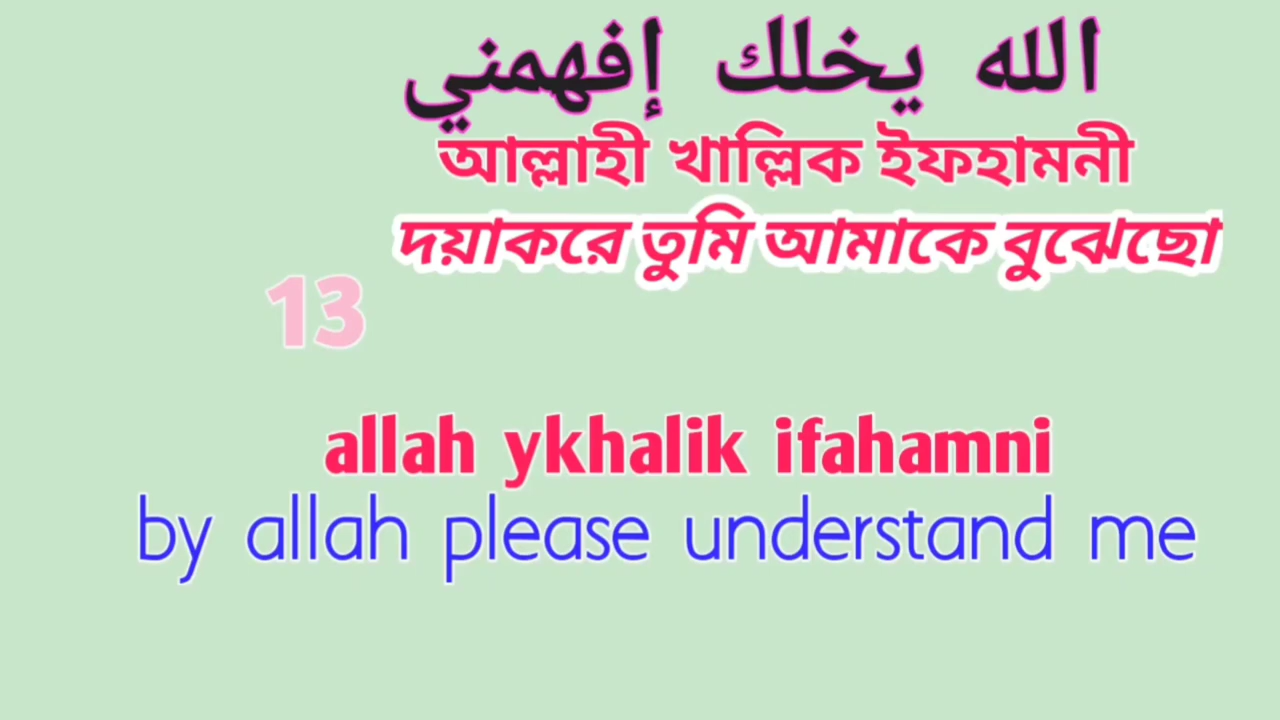 الله يخلك إفهمني
আল্লাহী খাল্লিক ইফহামনী
দয়াকরে তুমি আমাকে বুঝেছো
13
allah ykhalik ifahamni
by allah please understand me